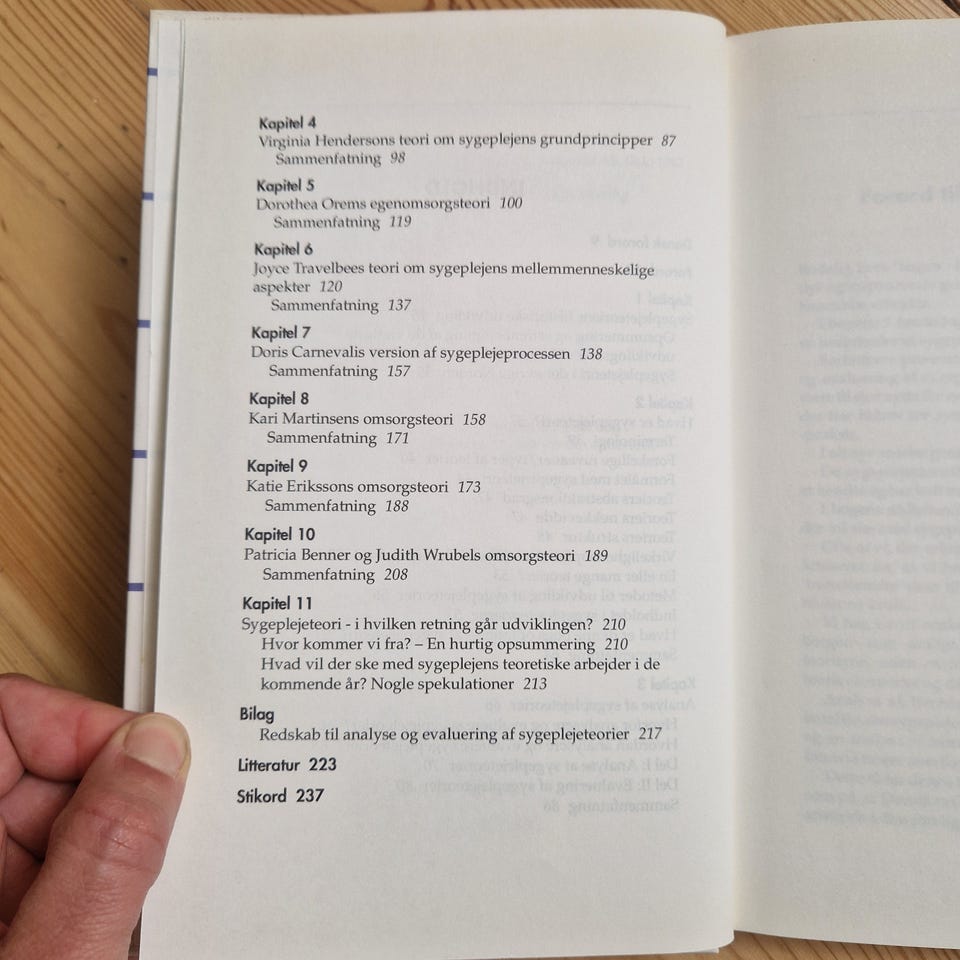 Kapitel 4
Virginia Hendersons teori om sygeplejens grundprincipper 87
Sammenfatning 98
Kapitel 5
Dorothea Orems egenomsorgsteori 100
Sammenfatning 119
Kapitel 6
Joyce Travelbees teori om sygeplejens mellemmenneskelige
aspekter 120
Sammenfatning 137
Kapitel 7
Doris Carnevalis version af sygeplejeprocessen 138
Sammenfatning 157
Kapitel 8
Kari Martinsens omsorgsteori 158
Sammenfatning 171
Kapitel 9
Katie Erikssons omsorgsteori 173
Sammenfatning 188
Kapitel 10
Patricia Benner og Judith Wrubels omsorgsteori 189
Sammenfatning 208
Kapitel 11
Sygeplejeteori - i hvilken retning går udviklingen? 210
Hvor kommer vi fra? – En hurtig opsummering 210
Hvad vil der ske med sygeplejens teoretiske arbejder i de
kommende år? Nogle spekulationer 213
Bilag
Redskab til analyse og evaluering af sygeplejeteorier 217
Litteratur 223
Stikord 237